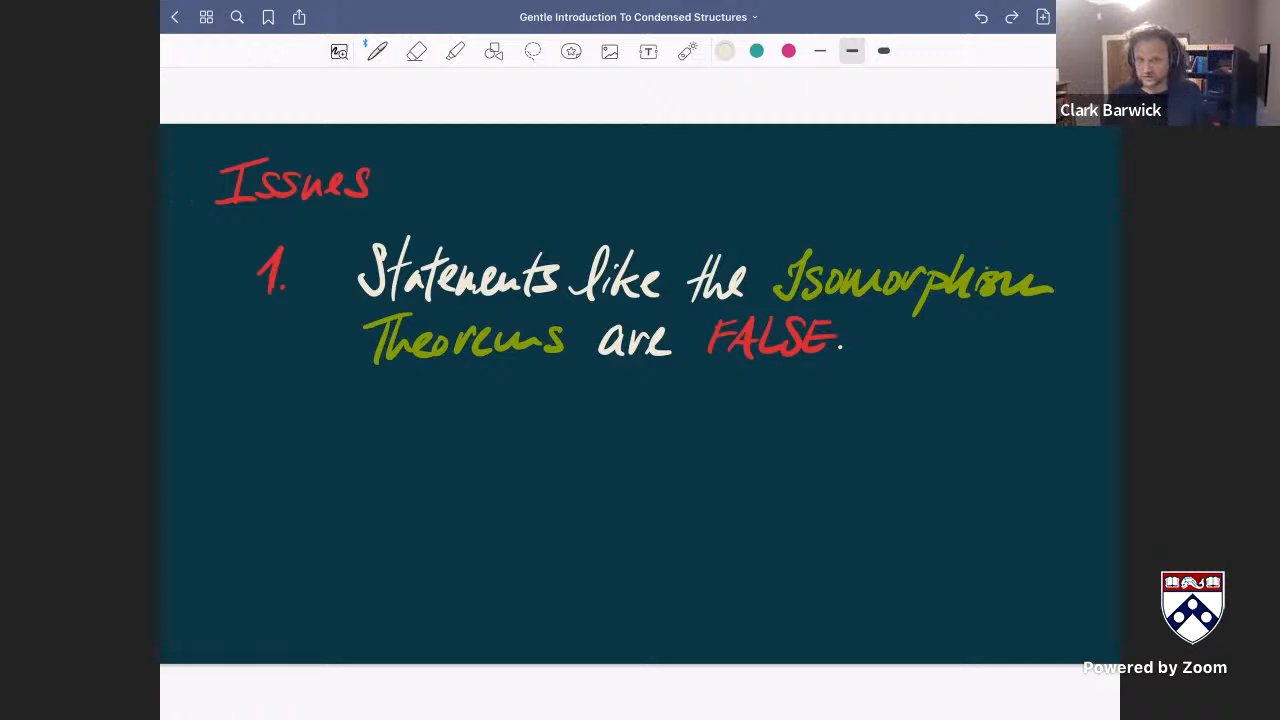 Gentle Introduction To Condensed Structures
Clark Barwick
Issues
1. Statements like the Isomorphism
Theorems are FALSE.
Powered by Zoom